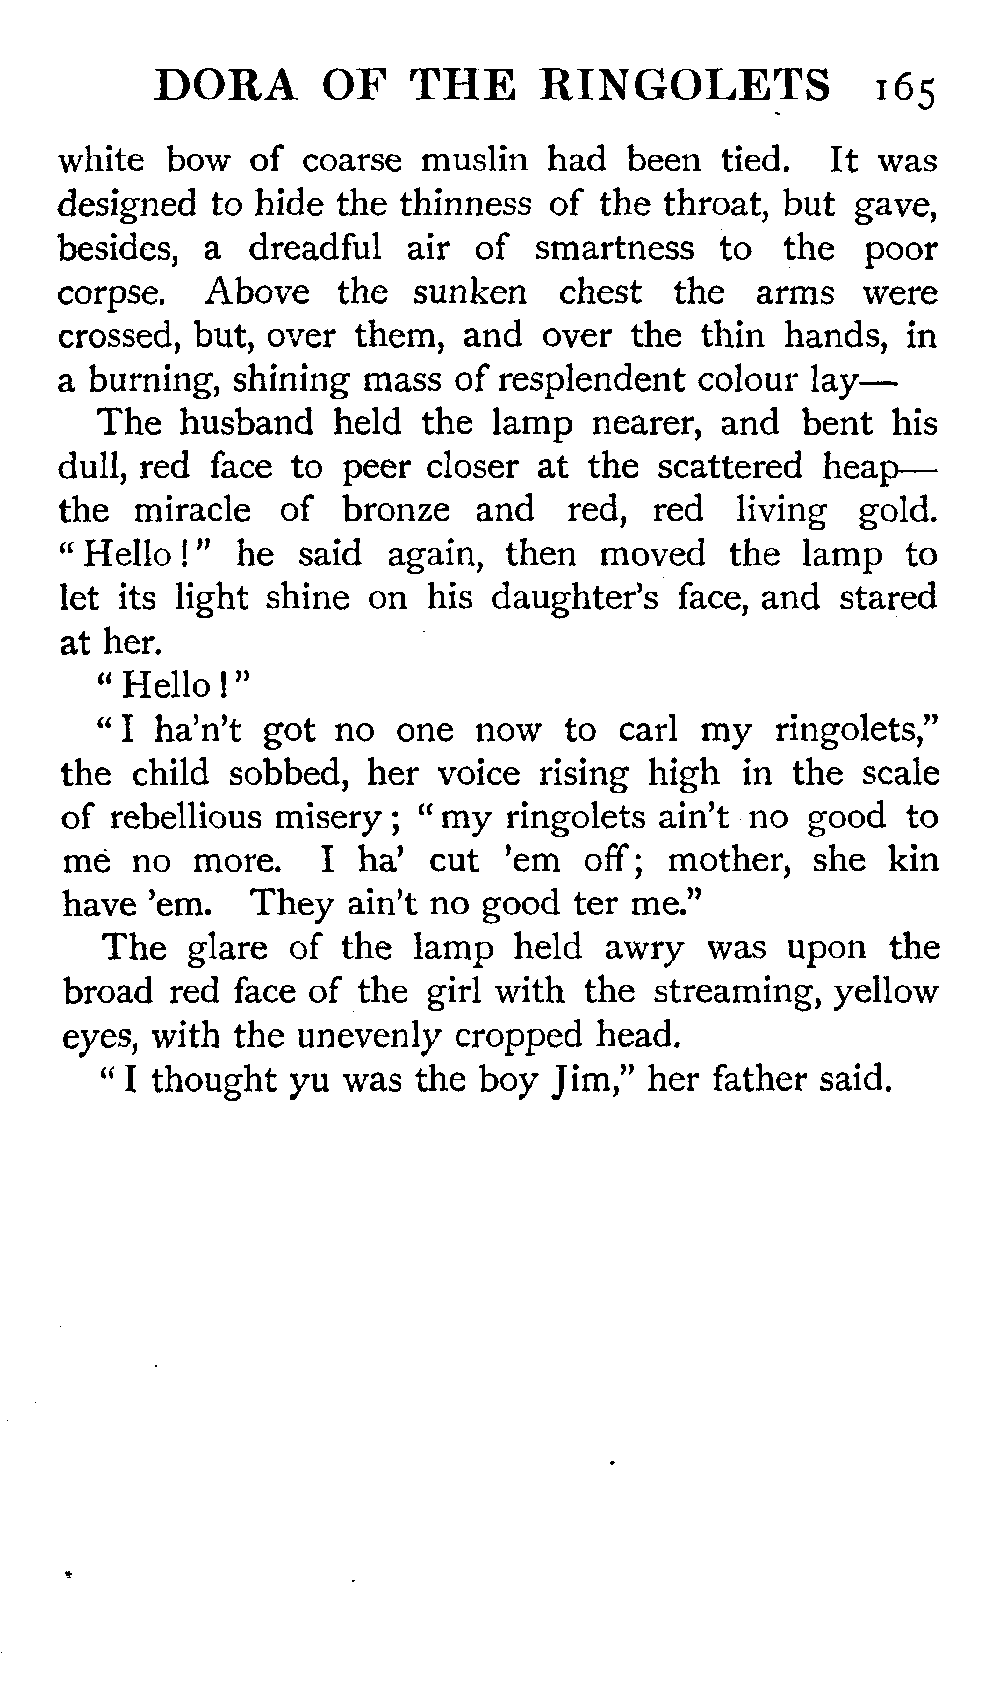 DORA OF THE RINGOLETS 165
white bow of coarse muslin had been tied. It was
designed to hide the thinness of the throat, but gave,
besides, a dreadful air of smartness to the poor
corpse. Above the sunken chest the arms were
crossed, but, over them, and over the thin hands, in
a burning, shining mass of resplendent colour lay—
The husband held the lamp nearer, and bent his
dull, red face to peer closer at the scattered heap—
the miracle of bronze and red, red living gold.
"Hello!" he said again, then moved the lamp to
let its light shine on his daughter's face, and stared
at her.
"Hello!"
"I ha'n't got no one now to carl my ringolets,"
the child sobbed, her voice rising high in the scale
of rebellious misery; "my ringolets ain't no good to
me no more. I ha' cut 'em off; mother, she kin
have 'em. They ain't no good ter me."
The glare of the lamp held awry was upon the
broad red face of the girl with the streaming, yellow
eyes, with the unevenly cropped head.
"I thought yu was the boy Jim," her father said.